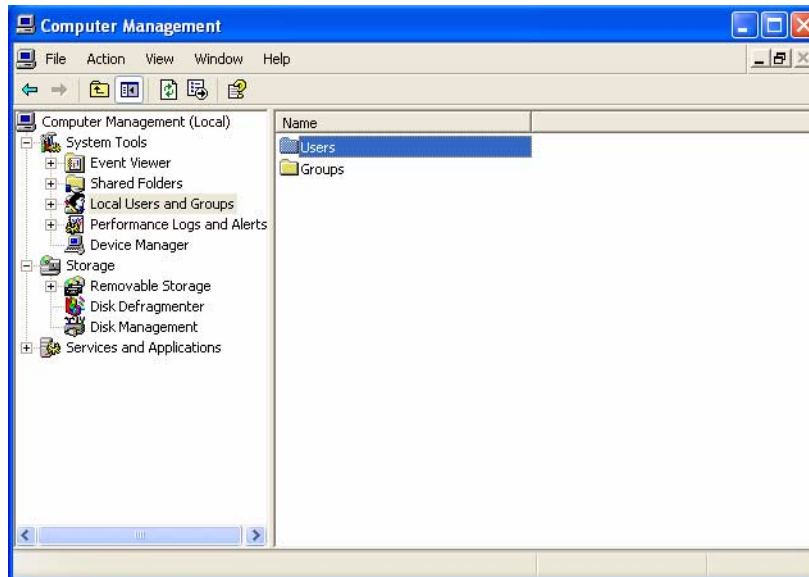 Computer Management
File Action View Window Help
Computer Management (Local)
System Tools
Event Viewer
Shared Folders
Local Users and Groups
Performance Logs and Alerts
Device Manager
Storage
Removable Storage
Disk Defragmenter
Disk Management
Services and Applications
Name
Users
Groups